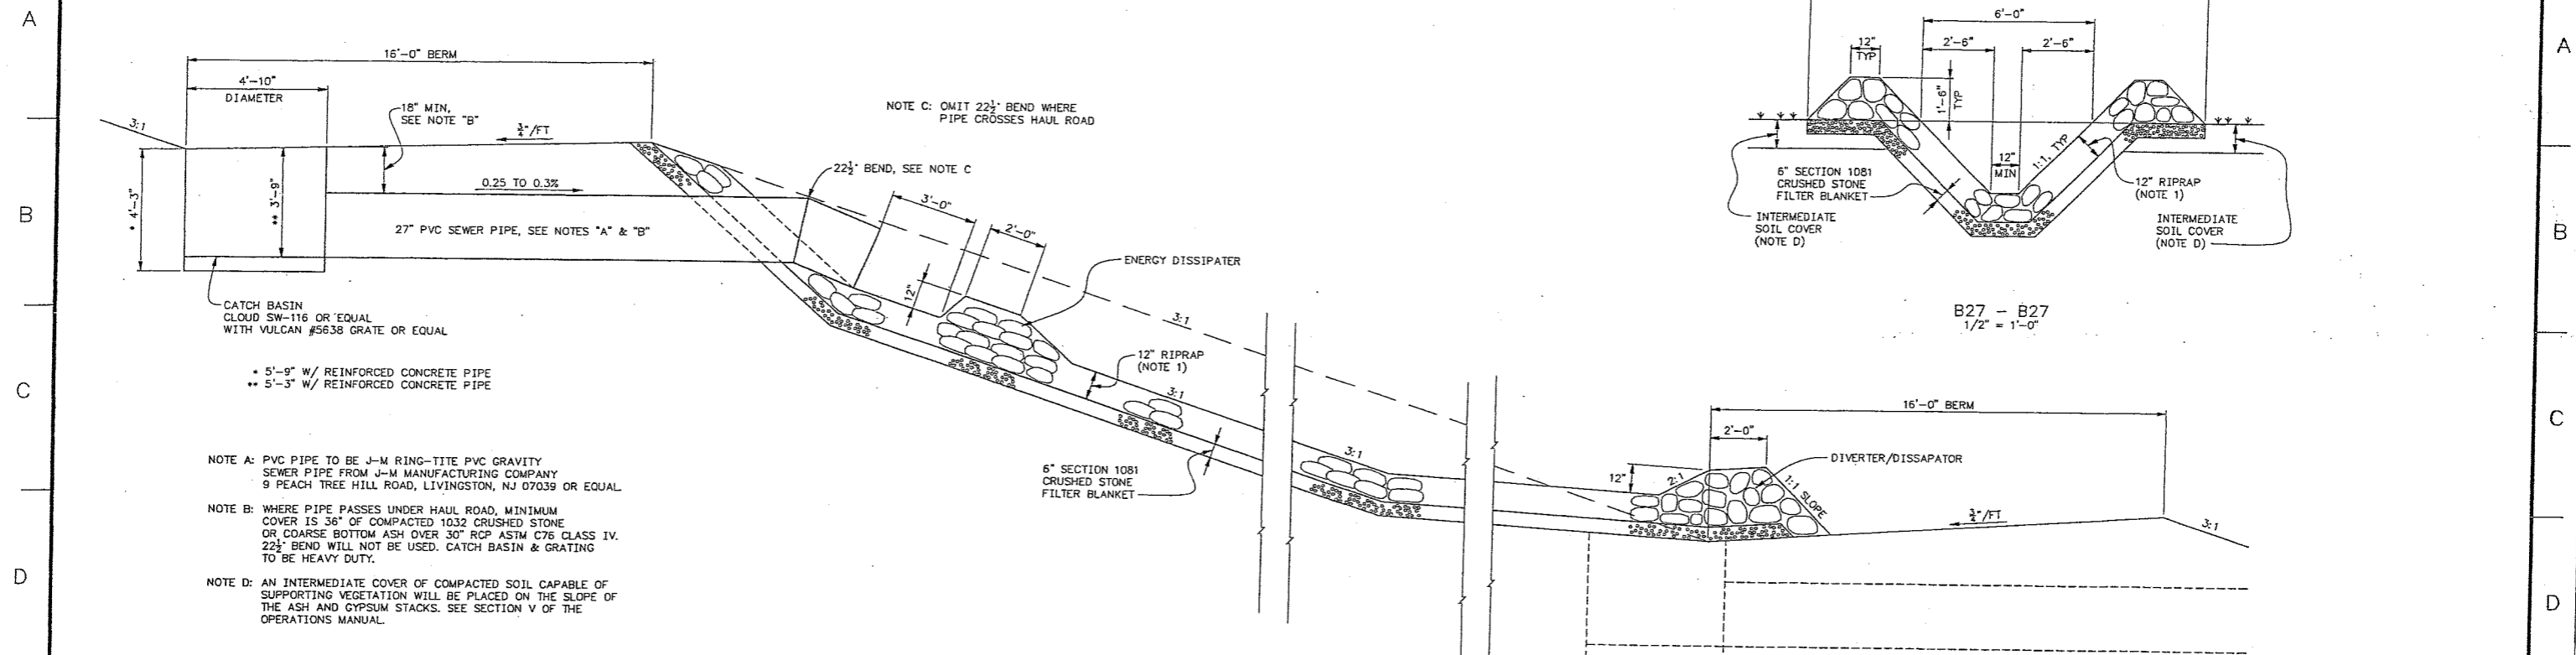 A
B
C
D
16'-0" BERM
4'-10"
DIAMETER
3:1
18" MIN,
SEE NOTE "B"
¾"/FT
0.25 TO 0.3%
* 4'-3"
** 3'-9"
27" PVC SEWER PIPE, SEE NOTES "A" & "B"
CATCH BASIN
CLOUD SW-116 OR EQUAL
WITH VULCAN #5638 GRATE OR EQUAL
* 5'-9" W/ REINFORCED CONCRETE PIPE
** 5'-3" W/ REINFORCED CONCRETE PIPE
NOTE A: PVC PIPE TO BE J-M RING-TITE PVC GRAVITY
SEWER PIPE FROM J-M MANUFACTURING COMPANY
9 PEACH TREE HILL ROAD, LIVINGSTON, NJ 07039 OR EQUAL
NOTE B: WHERE PIPE PASSES UNDER HAUL ROAD, MINIMUM
COVER IS 36" OF COMPACTED 1032 CRUSHED STONE
OR COARSE BOTTOM ASH OVER 30" RCP ASTM C76 CLASS IV.
22½° BEND WILL NOT BE USED. CATCH BASIN & GRATING
TO BE HEAVY DUTY.
NOTE D: AN INTERMEDIATE COVER OF COMPACTED SOIL CAPABLE OF
SUPPORTING VEGETATION WILL BE PLACED ON THE SLOPE OF
THE ASH AND GYPSUM STACKS. SEE SECTION V OF THE
OPERATIONS MANUAL.
NOTE C: OMIT 22½° BEND WHERE
PIPE CROSSES HAUL ROAD
22½° BEND, SEE NOTE C
3'-0"
2'-0"
12"
ENERGY DISSIPATER
3:1
12" RIPRAP
(NOTE 1)
3:1
6" SECTION 1081
CRUSHED STONE
FILTER BLANKET
3:1
16'-0" BERM
2'-0"
12"
2:1
DIVERTER/DISSAPATOR
1:1 SLOPE
¾"/FT
3:1
6'-0"
12"
TYP
2'-6"
2'-6"
1'-6"
TYP
12"
MIN
1:1, TYP
6" SECTION 1081
CRUSHED STONE
FILTER BLANKET
12" RIPRAP
(NOTE 1)
INTERMEDIATE
SOIL COVER
(NOTE D)
INTERMEDIATE
SOIL COVER
(NOTE D)
B27 - B27
1/2" = 1'-0"
A
B
C
D